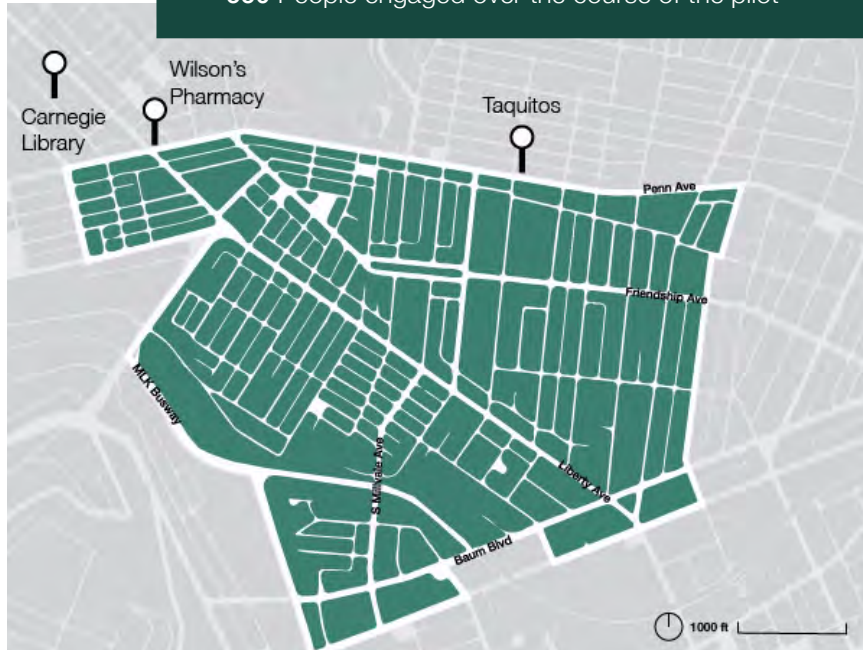 People engaged over the course of the pilot
Wilson's
Pharmacy
Carnegie
Library
Taquitos
Penn Ave
Friendship Ave
MLK Busway
S Millvale Ave
Liberty Ave
Baum Blvd
1000 ft